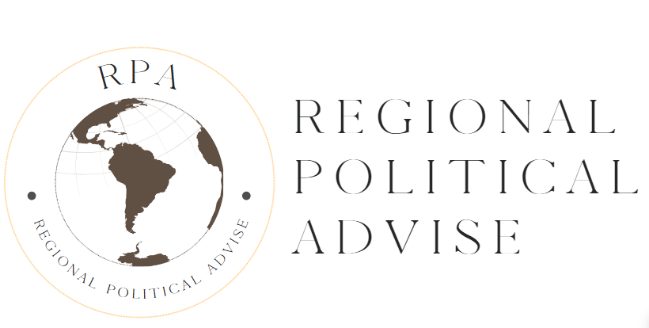 RPA
REGIONAL POLITICAL ADVISE
REGIONAL
POLITICAL
ADVISE